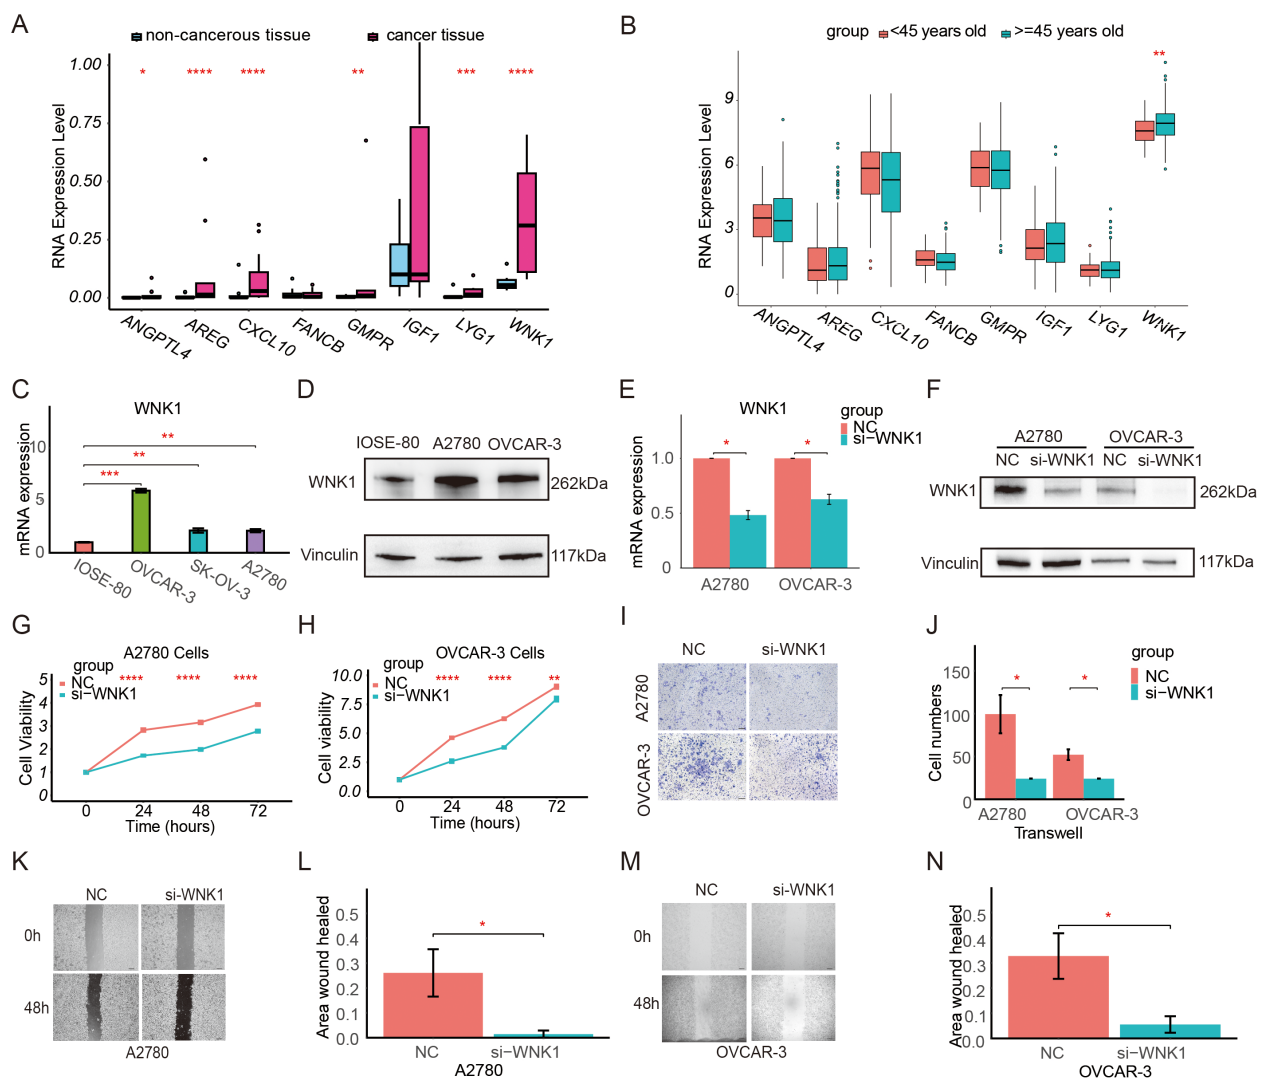 A
non-cancerous tissue cancer tissue
RNA Expression Level
1.00
0.75
0.50
0.25
0.00
* **** **** ** *** ****
ANGPTL4 AREG CXCL10 FANCB GMPR IGF1 LYG1 WNK1
B
group <45 years old >=45 years old
RNA Expression Level
9
6
3
0
**
ANGPTL4 AREG CXCL10 FANCB GMPR IGF1 LYG1 WNK1
C
WNK1
mRNA expression
10
5
0
**
**
***
IOSE-80 OVCAR-3 SK-OV-3 A2780
D
IOSE-80 A2780 OVCAR-3
WNK1 262kDa
Vinculin 117kDa
E
WNK1
group
NC
si−WNK1
mRNA expression
1.0
0.5
0
* *
A2780 OVCAR-3
F
A2780 OVCAR-3
NC si-WNK1 NC si-WNK1
WNK1 262kDa
Vinculin 117kDa
G
A2780 Cells
group
NC
si−WNK1
Cell Viability
5
4
3
2
1
0
**** **** ****
0 24 48 72
Time (hours)
H
OVCAR-3 Cells
group
NC
si−WNK1
Cell viability
10.0
7.5
5.0
2.5
0.0
**** **** **
0 24 48 72
Time (hours)
I
NC si-WNK1
A2780
OVCAR-3
J
group
NC
si−WNK1
Cell numbers
150
100
50
0
* *
A2780 OVCAR-3
Transwell
K
NC si-WNK1
0h
48h
A2780
L
Area wound healed
0.5
0.4
0.3
0.2
0.1
0.0
*
NC si−WNK1
A2780
M
NC si-WNK1
0h
48h
OVCAR-3
N
Area wound healed
0.5
0.4
0.3
0.2
0.1
0.0
*
NC si−WNK1
OVCAR-3